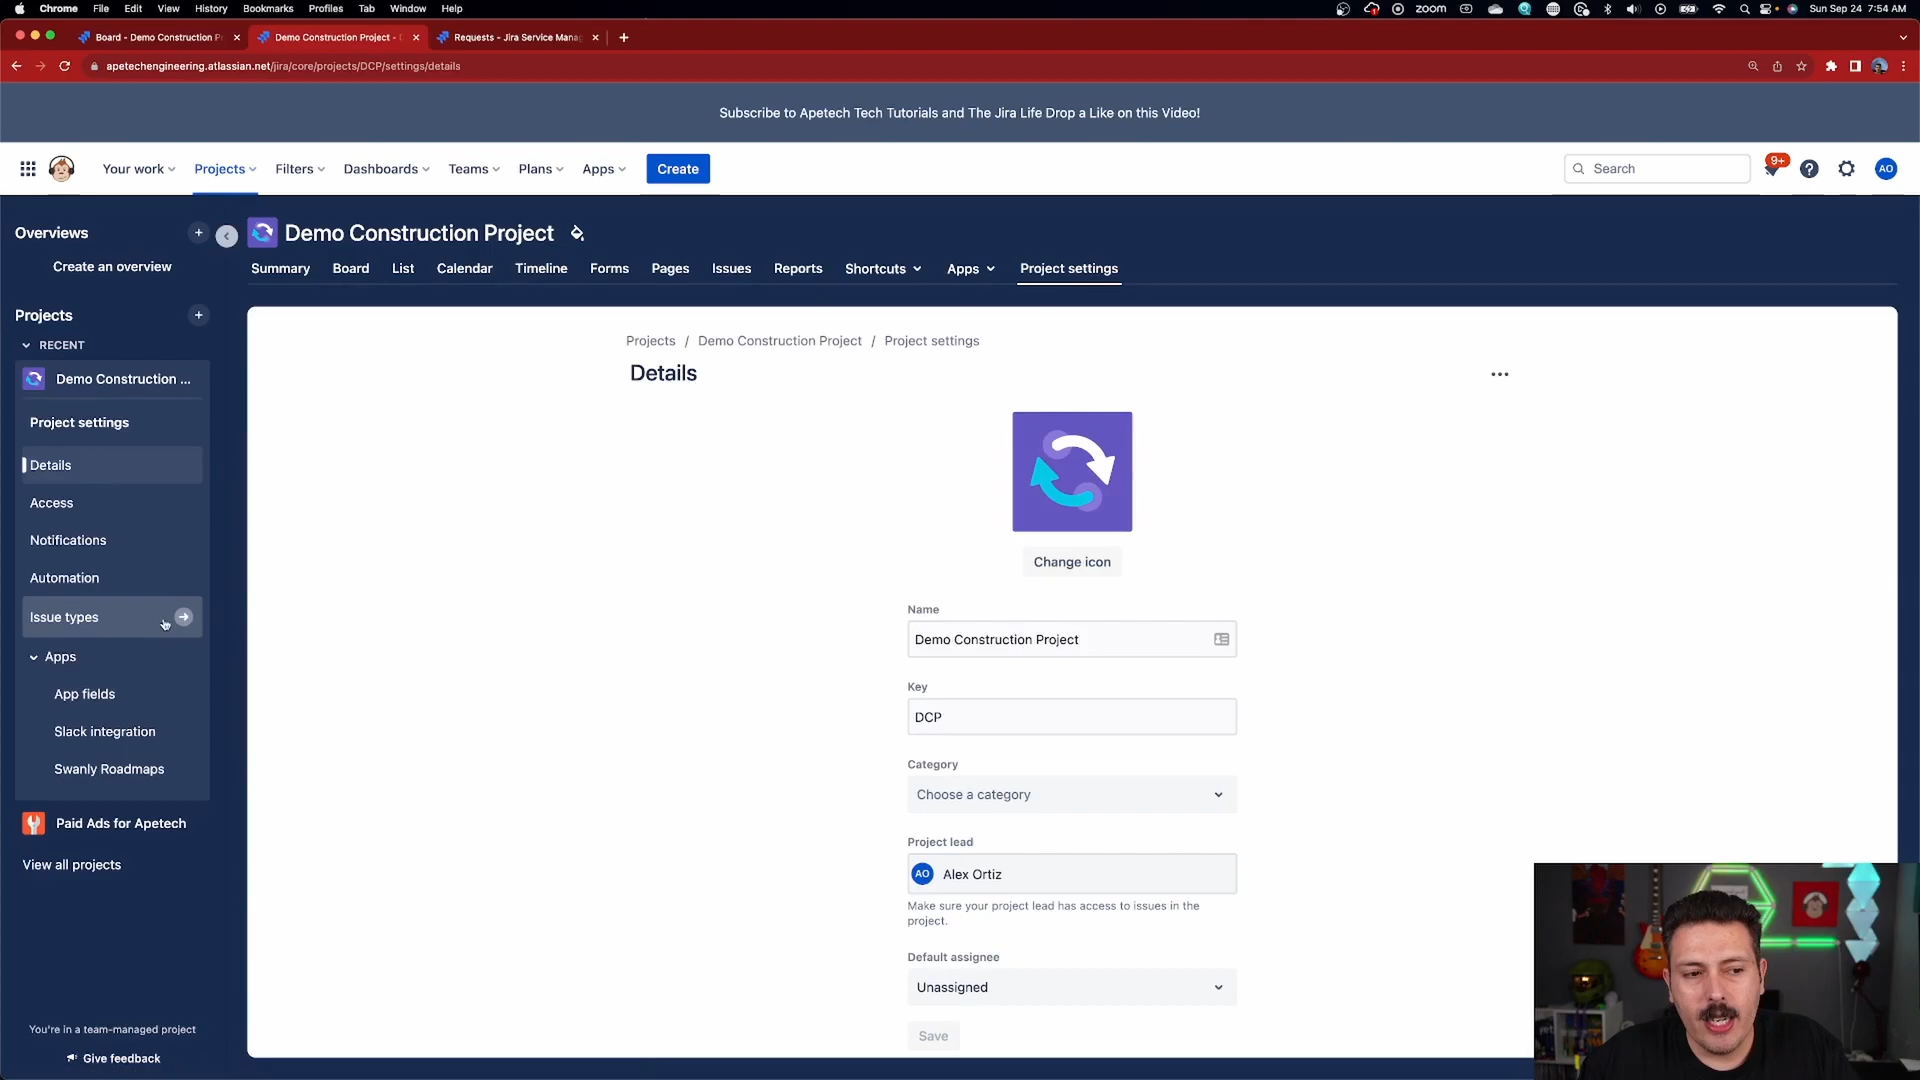 Chrome File Edit View History Bookmarks Profiles Tab Window Help
zoom
Sun Sep 24 7:54 AM
Board - Demo Construction P
Demo Construction Project -
Requests - Jira Service Mana
apetechengineering.atlassian.net/jira/core/projects/DCP/settings/details
Subscribe to Apetech Tech Tutorials and The Jira Life Drop a Like on this Video!
Your work Projects Filters Dashboards Teams Plans Apps Create Search 9+ AO
Overviews
Create an overview
Demo Construction Project
Summary Board List Calendar Timeline Forms Pages Issues Reports Shortcuts Apps Project settings
Projects
RECENT
Demo Construction ...
Project settings
Details
Access
Notifications
Automation
Issue types
Apps
App fields
Slack integration
Swanly Roadmaps
Paid Ads for Apetech
View all projects
You're in a team-managed project
Give feedback
Projects / Demo Construction Project / Project settings
Details
Change icon
Name
Demo Construction Project
Key
DCP
Category
Choose a category
Project lead
AO Alex Ortiz
Make sure your project lead has access to issues in the
project.
Default assignee
Unassigned
Save